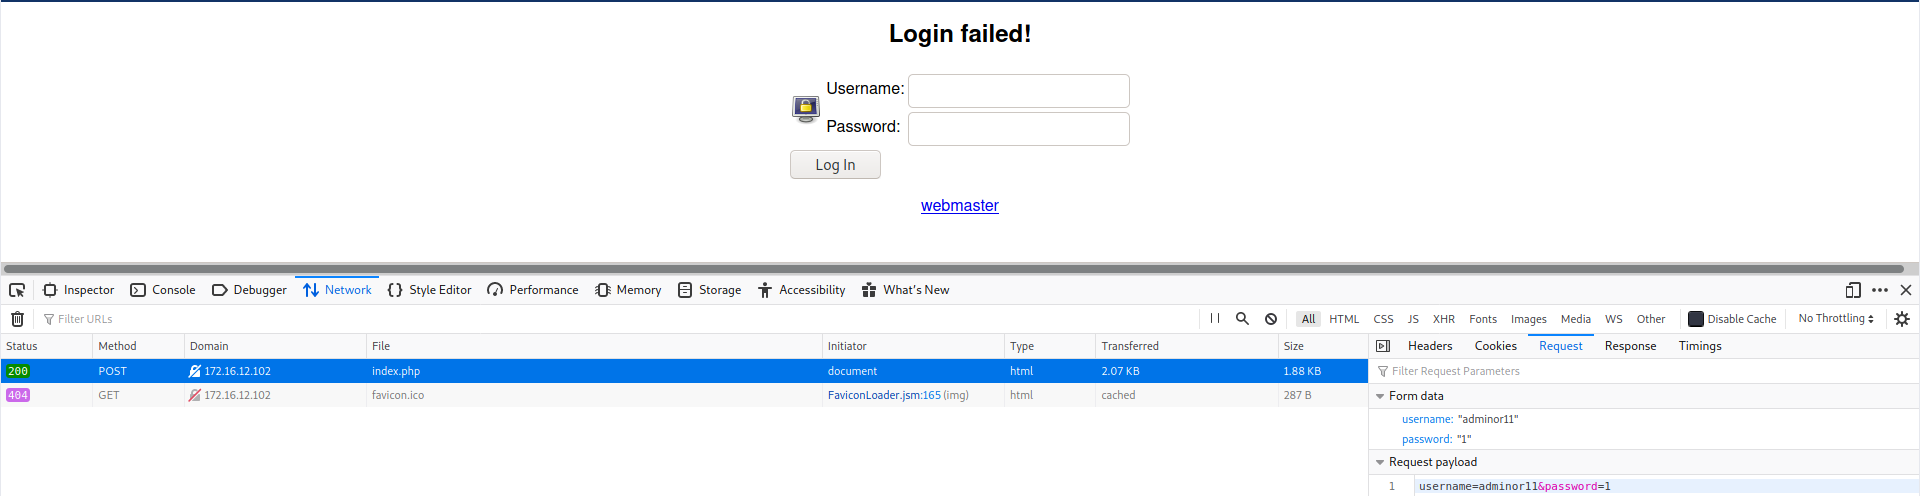 Login failed!
Username:
Password:
Log In
webmaster
Inspector Console Debugger Network Style Editor Performance Memory Storage Accessibility What's New
Filter URLs All HTML CSS JS XHR Fonts Images Media WS Other Disable Cache No Throttling
Status Method Domain File Initiator Type Transferred Size
200 POST 172.16.12.102 index.php document html 2.07 KB 1.88 KB
404 GET 172.16.12.102 favicon.ico FaviconLoader.jsm:165 (img) html cached 287 B
Headers Cookies Request Response Timings
Filter Request Parameters
Form data
username: "adminor11"
password: "1"
Request payload
1 username=adminor11&password=1